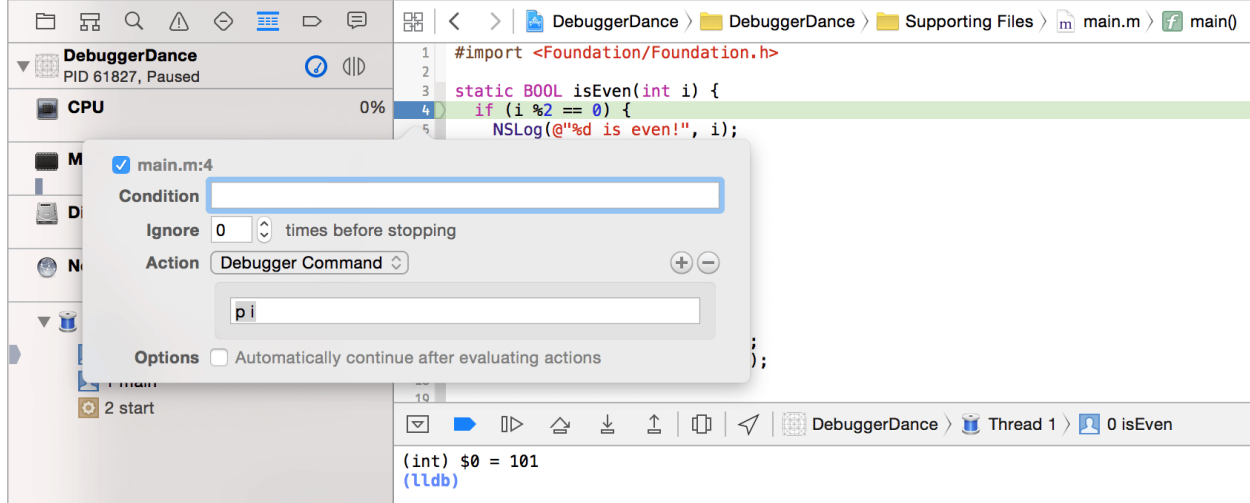 DebuggerDance 〉 DebuggerDance 〉 Supporting Files 〉 m main.m 〉 f main()
DebuggerDance
PID 61827, Paused
CPU 0%
1 #import <Foundation/Foundation.h>
2
3 static BOOL isEven(int i) {
4 if (i %2 == 0) {
5 NSLog(@"%d is even!", i);
main.m:4
Condition
Ignore 0 times before stopping
Action Debugger Command
p i
Options Automatically continue after evaluating actions
;
);
19
2 start
DebuggerDance 〉 Thread 1 〉 0 isEven
(int) $0 = 101
(lldb)